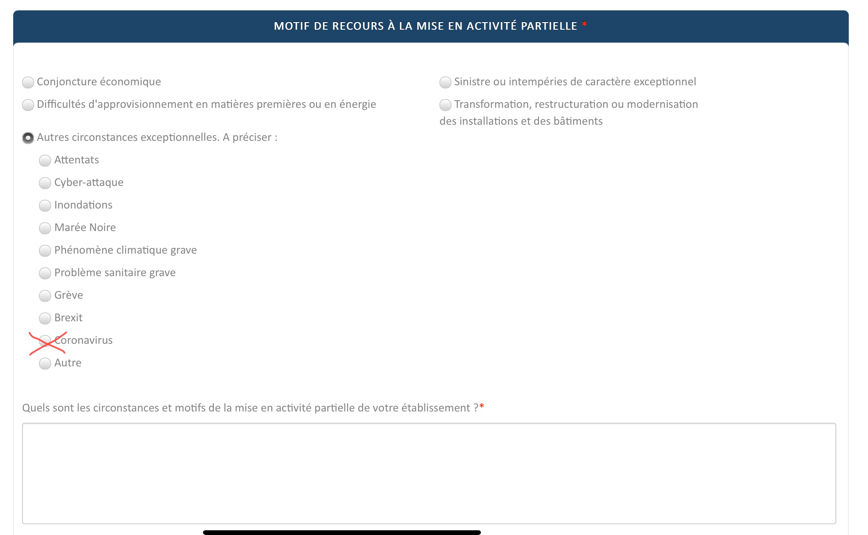 MOTIF DE RECOURS À LA MISE EN ACTIVITÉ PARTIELLE *
Conjoncture économique
Sinistre ou intempéries de caractère exceptionnel
Difficultés d'approvisionnement en matières premières ou en énergie
Transformation, restructuration ou modernisation
des installations et des bâtiments
Autres circonstances exceptionnelles. A préciser :
Attentats
Cyber-attaque
Inondations
Marée Noire
Phénomène climatique grave
Problème sanitaire grave
Grève
Brexit
Coronavirus
Autre
Quels sont les circonstances et motifs de la mise en activité partielle de votre établissement ?*